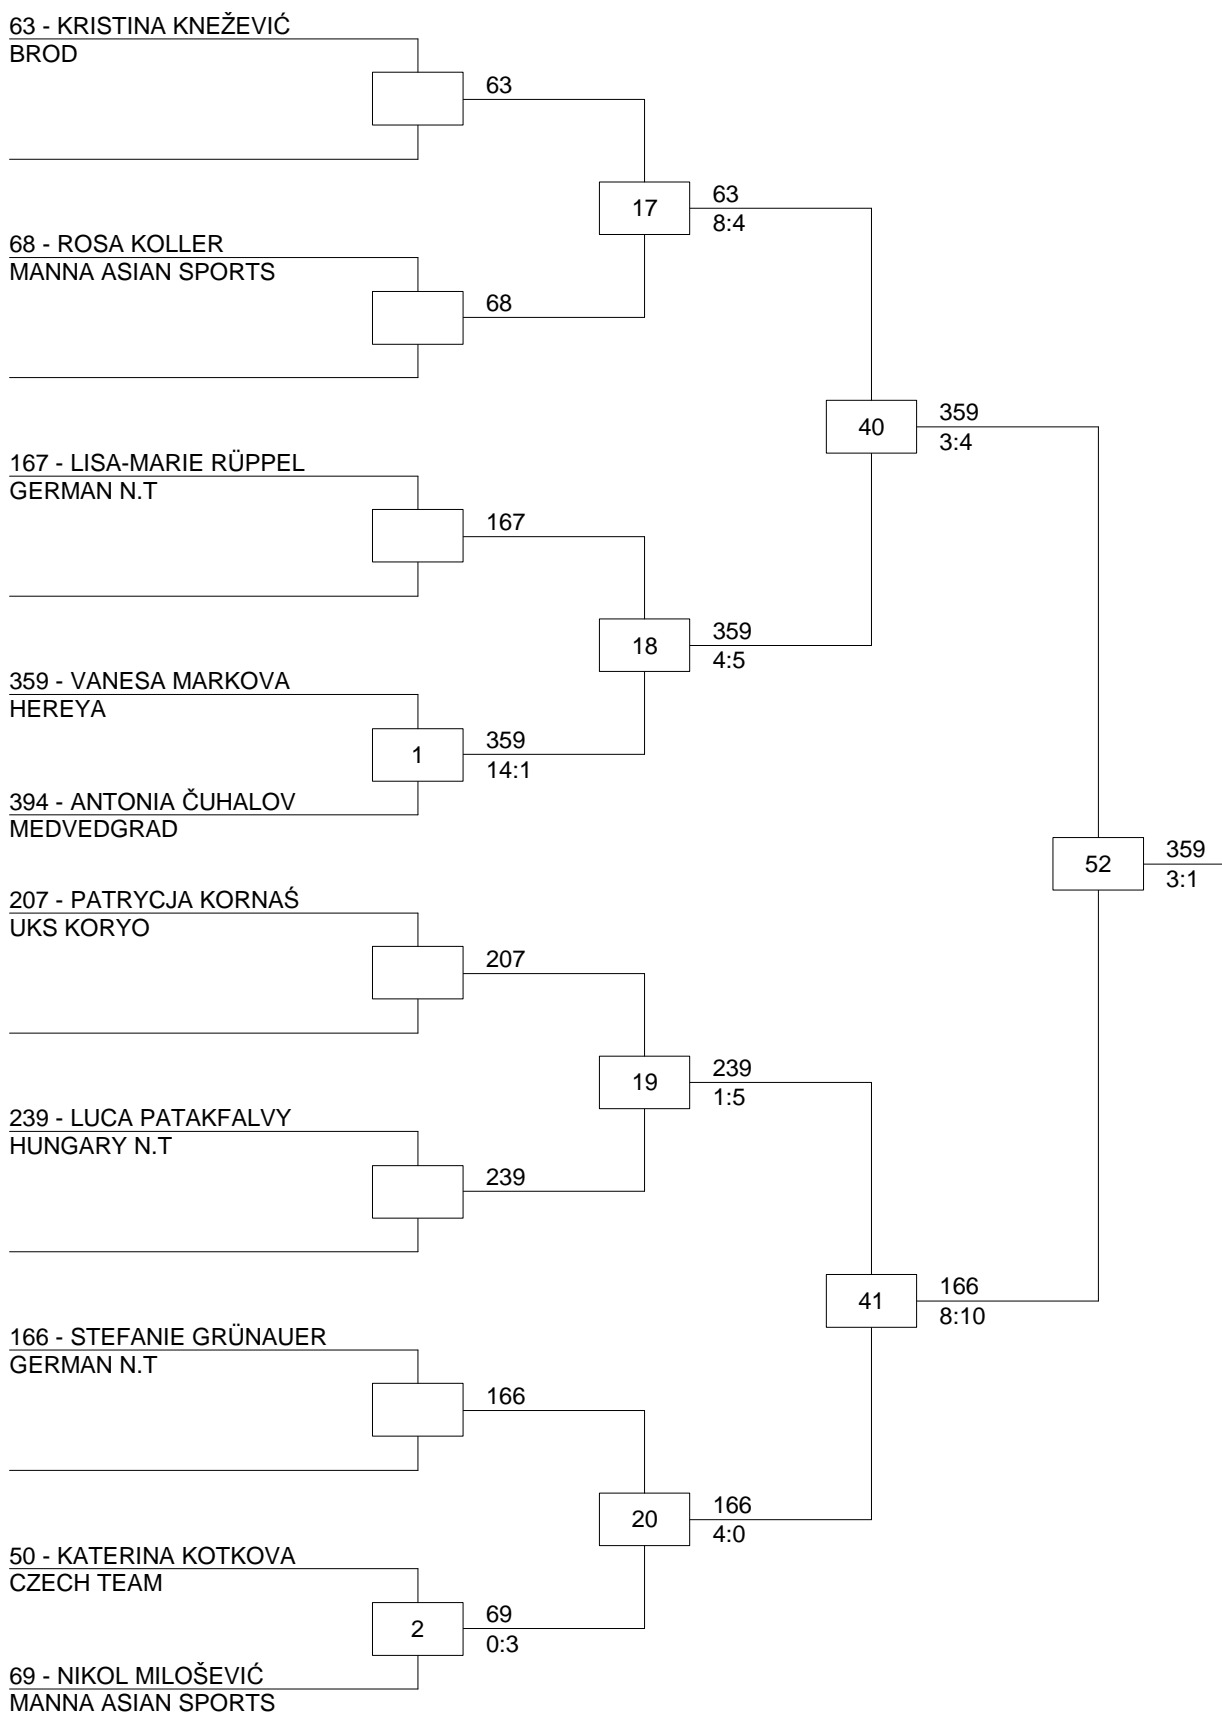 63 - KRISTINA KNEŽEVIĆ
BROD
63
17
63
8:4
68 - ROSA KOLLER
MANNA ASIAN SPORTS
68
40
359
3:4
167 - LISA-MARIE RÜPPEL
GERMAN N.T
167
18
359
4:5
359 - VANESA MARKOVA
HEREYA
1
359
14:1
394 - ANTONIA ČUHALOV
MEDVEDGRAD
52
359
3:1
207 - PATRYCJA KORNAŚ
UKS KORYO
207
19
239
1:5
239 - LUCA PATAKFALVY
HUNGARY N.T
239
41
166
8:10
166 - STEFANIE GRÜNAUER
GERMAN N.T
166
20
166
4:0
50 - KATERINA KOTKOVA
CZECH TEAM
2
69
0:3
69 - NIKOL MILOŠEVIĆ
MANNA ASIAN SPORTS